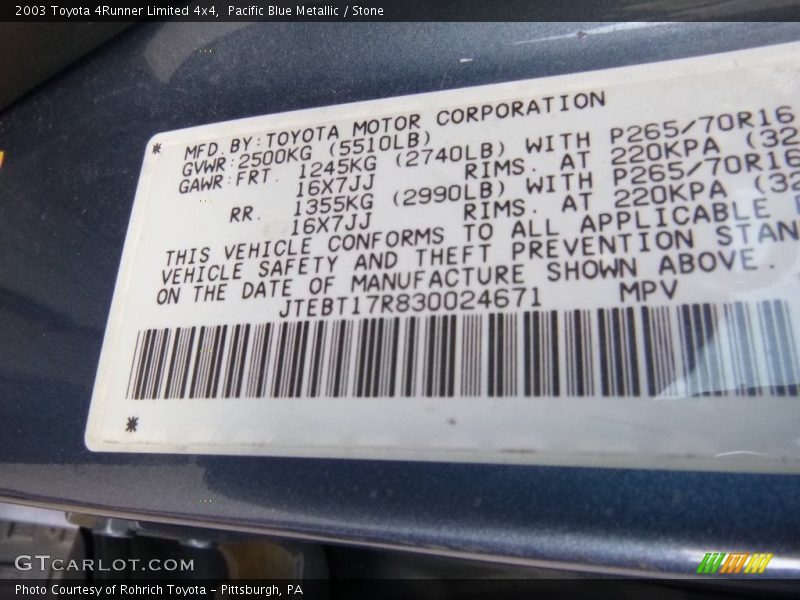 2003 Toyota 4Runner Limited 4x4,  Pacific Blue Metallic / Stone
* MFD. BY: TOYOTA MOTOR CORPORATION
GVWR: 2500KG (5510LB)
GAWR: FRT. 1245KG (2740LB) WITH P265/70R16
16X7JJ RIMS. AT 220KPA (32
RR. 1355KG (2990LB) WITH P265/70R16
16X7JJ RIMS. AT 220KPA (32
THIS VEHICLE CONFORMS TO ALL APPLICABLE
VEHICLE SAFETY AND THEFT PREVENTION STAN
ON THE DATE OF MANUFACTURE SHOWN ABOVE.
JTEBT17R830024671 MPV
*
GTCARLOT.COM
Photo Courtesy of Rohrich Toyota - Pittsburgh, PA